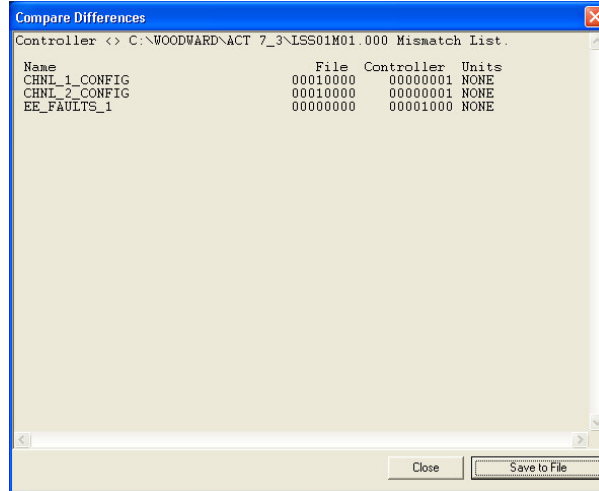 Compare Differences
Controller <> C:\WOODWARD\ACT 7_3\LSS01M01.000 Mismatch List.
Name File Controller Units
CHNL_1_CONFIG 00010000 00000001 NONE
CHNL_2_CONFIG 00010000 00000001 NONE
EE_FAULTS_1 00000000 00001000 NONE
Close Save to File